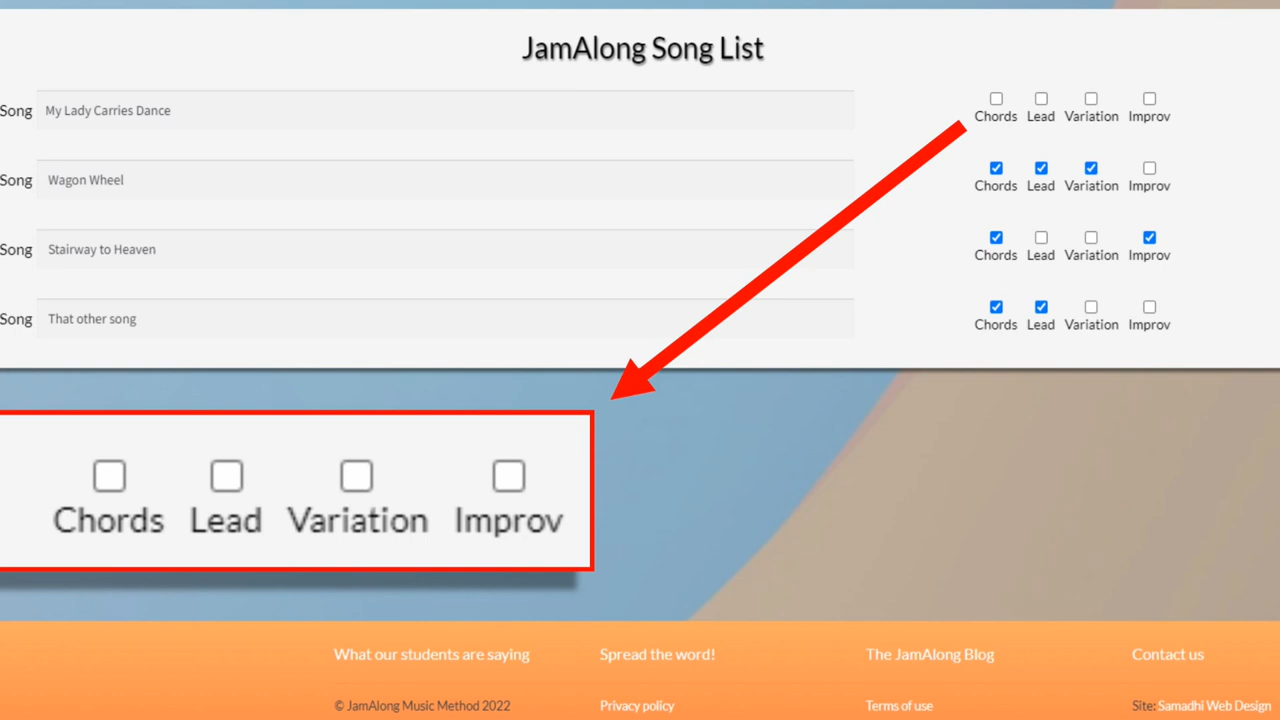 JamAlong Song List
Song My Lady Carries Dance
Chords Lead Variation Improv
Song Wagon Wheel
Chords Lead Variation Improv
Song Stairway to Heaven
Chords Lead Variation Improv
Song That other song
Chords Lead Variation Improv
Chords Lead Variation Improv
What our students are saying Spread the word! The JamAlong Blog Contact us
© JamAlong Music Method 2022 Privacy policy Terms of use Site: Samadhi Web Design